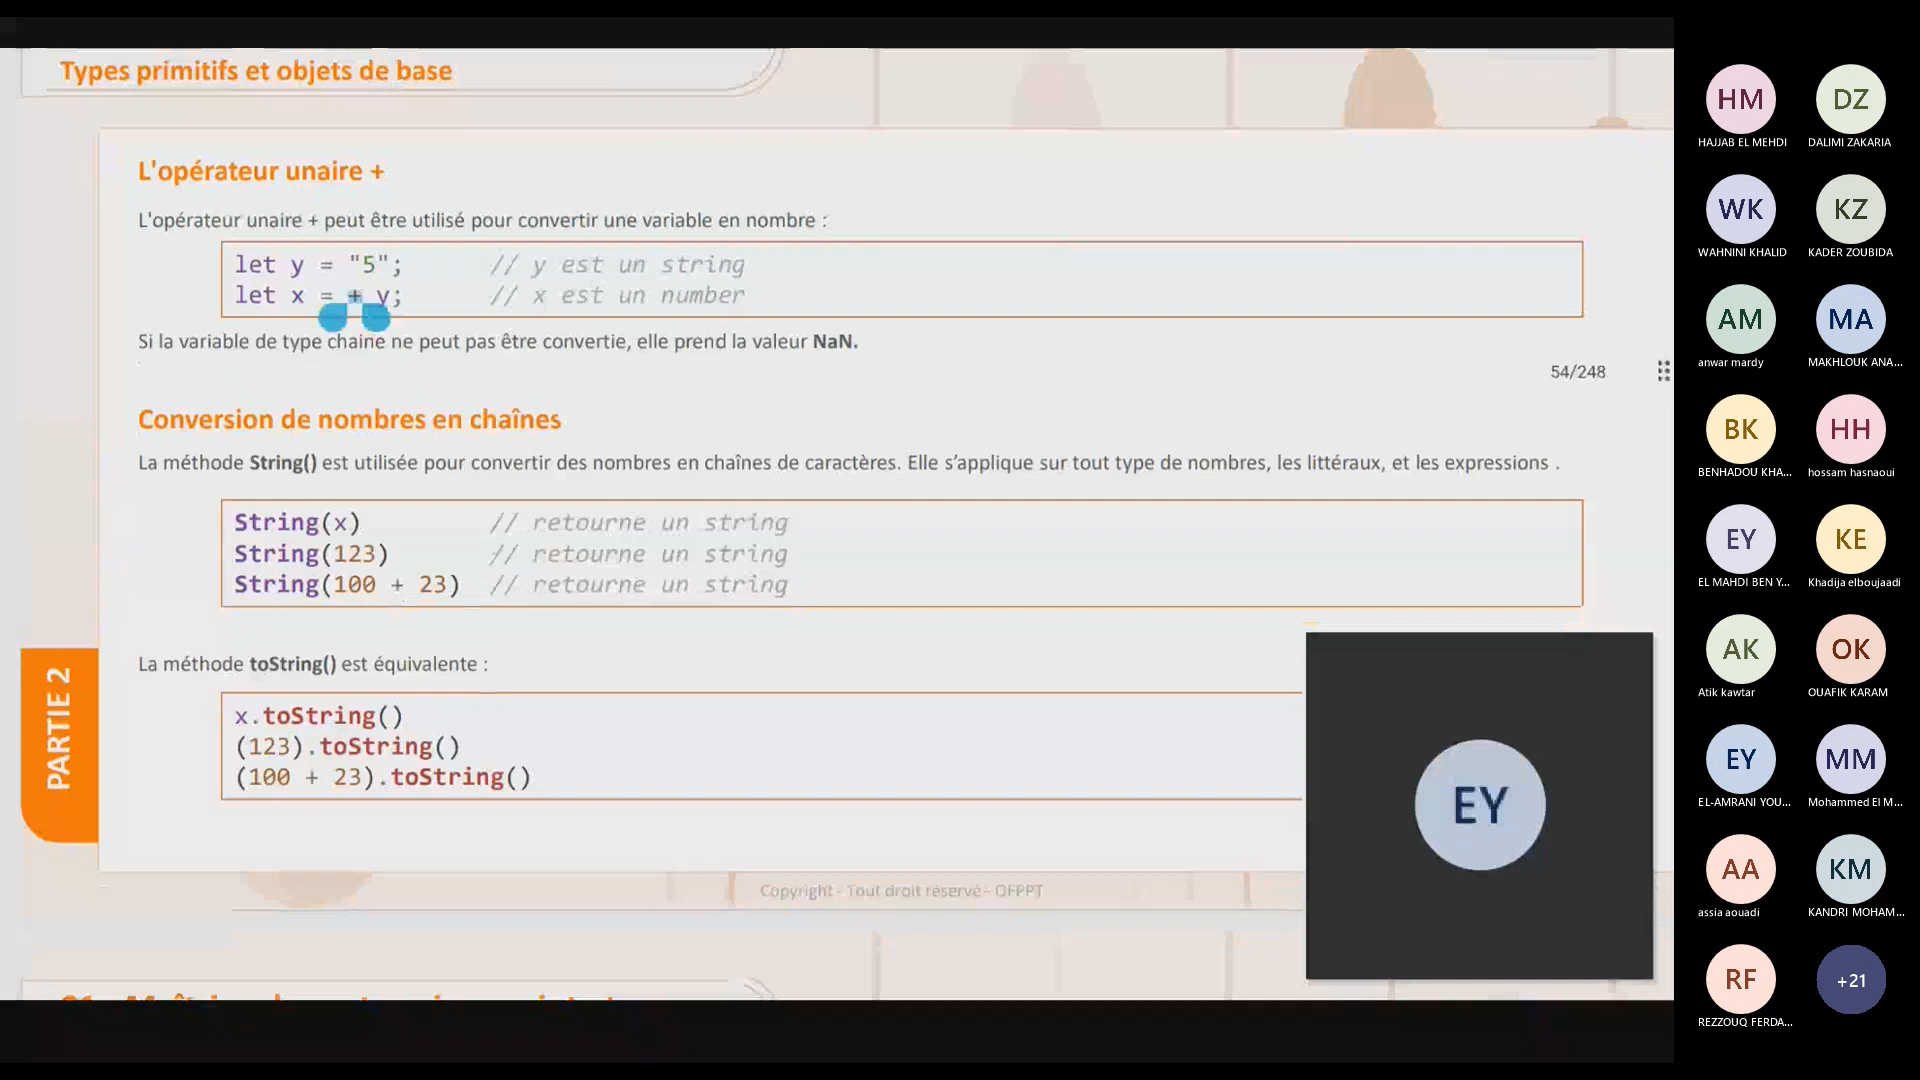 Types primitifs et objets de base
L'opérateur unaire +
L'opérateur unaire + peut être utilisé pour convertir une variable en nombre :
let y = "5"; // y est un string
let x = + y; // x est un number
Si la variable de type chaine ne peut pas être convertie, elle prend la valeur NaN.
54/248
Conversion de nombres en chaînes
La méthode String() est utilisée pour convertir des nombres en chaînes de caractères. Elle s’applique sur tout type de nombres, les littéraux, et les expressions .
String(x) // retourne un string
String(123) // retourne un string
String(100 + 23) // retourne un string
La méthode toString() est équivalente :
x.toString()
(123).toString()
(100 + 23).toString()
PARTIE 2
Copyright - Tout droit réservé - OFPPT
EY
HM DZ
HAJJAB EL MEHDI DALIMI ZAKARIA
WK KZ
WAHNINI KHALID KADER ZOUBIDA
AM MA
anwar mardy MAKHLOUK ANA...
BK HH
BENHADOU KHA... hossam hasnaoui
EY KE
EL MAHDI BEN Y... Khadija elboujaadi
AK OK
Atik kawtar OUAFIK KARAM
EY MM
EL-AMRANI YOU... Mohammed El M...
AA KM
assia aouadi KANDRI MOHAM...
RF +21
REZZOUQ FERDA...